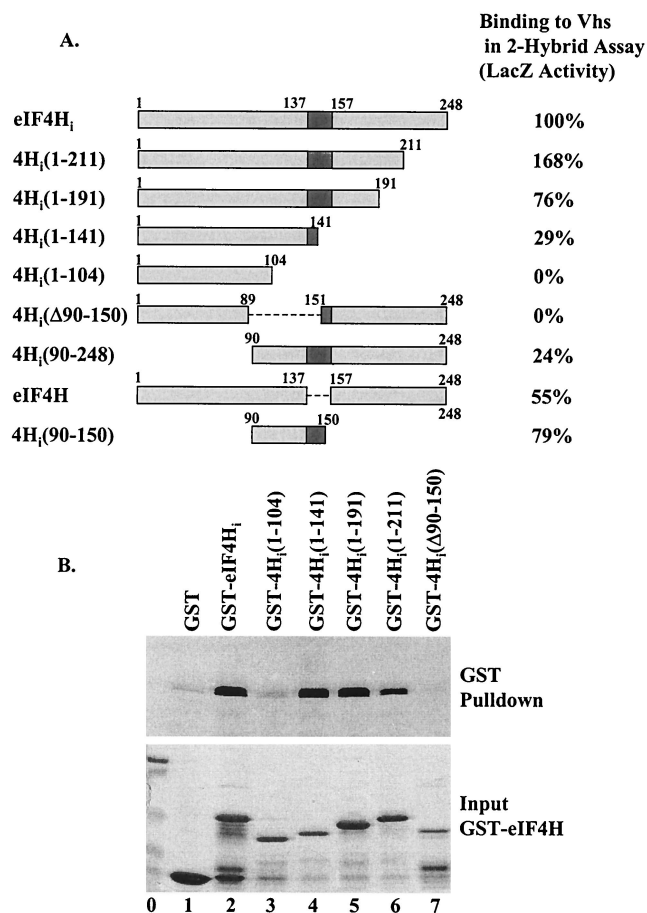 A.
Binding to Vhs
in 2-Hybrid Assay
(LacZ Activity)
1 137 157 248
eIF4Hi 100%
1 211
4Hi(1-211) 168%
1 191
4Hi(1-191) 76%
1 141
4Hi(1-141) 29%
1 104
4Hi(1-104) 0%
1 89 151 248
4Hi(Δ90-150) 0%
90 248
4Hi(90-248) 24%
1 137 157 248
eIF4H 55%
90 150 248
4Hi(90-150) 79%
B.
GST
GST-eIF4Hi
GST-4Hi(1-104)
GST-4Hi(1-141)
GST-4Hi(1-191)
GST-4Hi(1-211)
GST-4Hi(Δ90-150)
GST
Pulldown
Input
GST-eIF4H
0 1 2 3 4 5 6 7